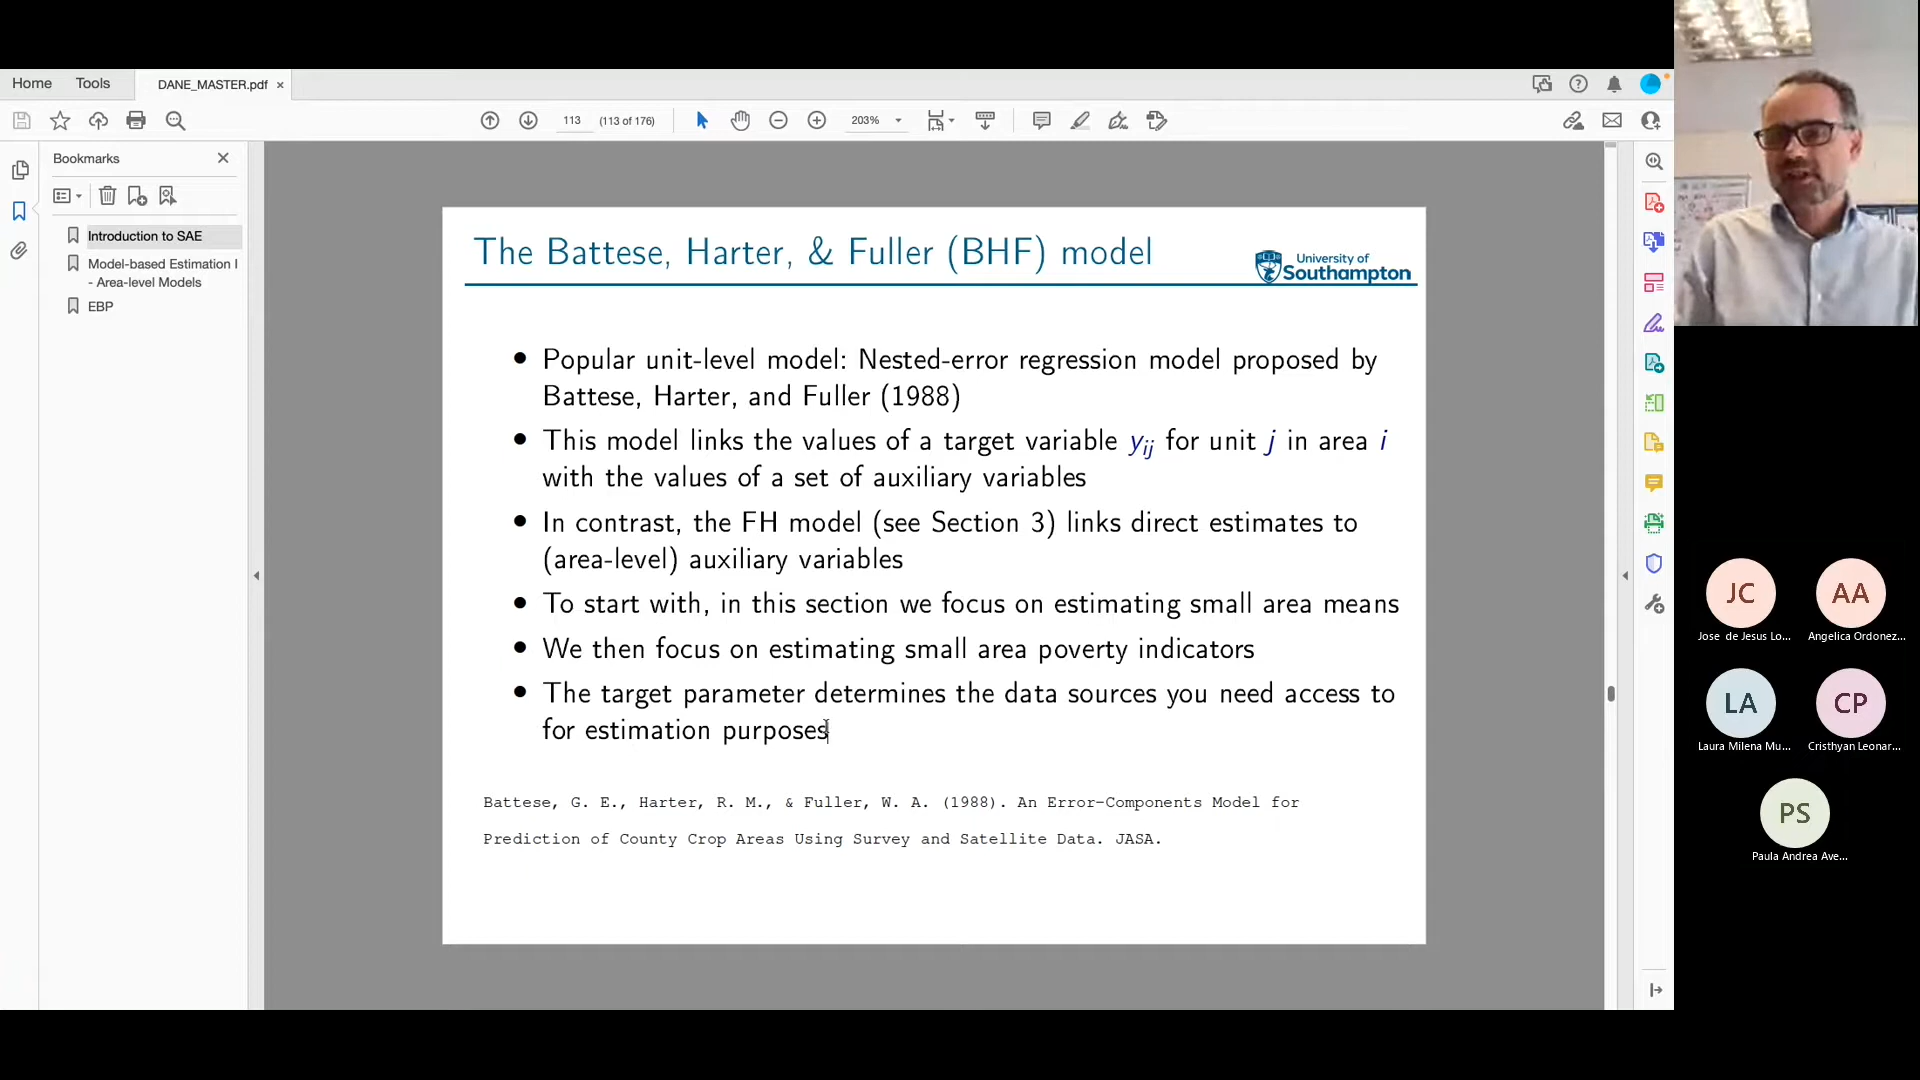 Home Tools DANE_MASTER.pdf ×
113 (113 of 176) 203%
Bookmarks
Introduction to SAE
Model-based Estimation I
- Area-level Models
EBP
The Battese, Harter, & Fuller (BHF) model
University of
Southampton
• Popular unit-level model: Nested-error regression model proposed by
Battese, Harter, and Fuller (1988)
• This model links the values of a target variable yij for unit j in area i
with the values of a set of auxiliary variables
• In contrast, the FH model (see Section 3) links direct estimates to
(area-level) auxiliary variables
• To start with, in this section we focus on estimating small area means
• We then focus on estimating small area poverty indicators
• The target parameter determines the data sources you need access to
for estimation purposes
Battese, G. E., Harter, R. M., & Fuller, W. A. (1988). An Error-Components Model for
Prediction of County Crop Areas Using Survey and Satellite Data. JASA.
JC AA
Jose de Jesus Lo... Angelica Ordonez...
LA CP
Laura Milena Mu... Cristhyan Leonar...
PS
Paula Andrea Ave...